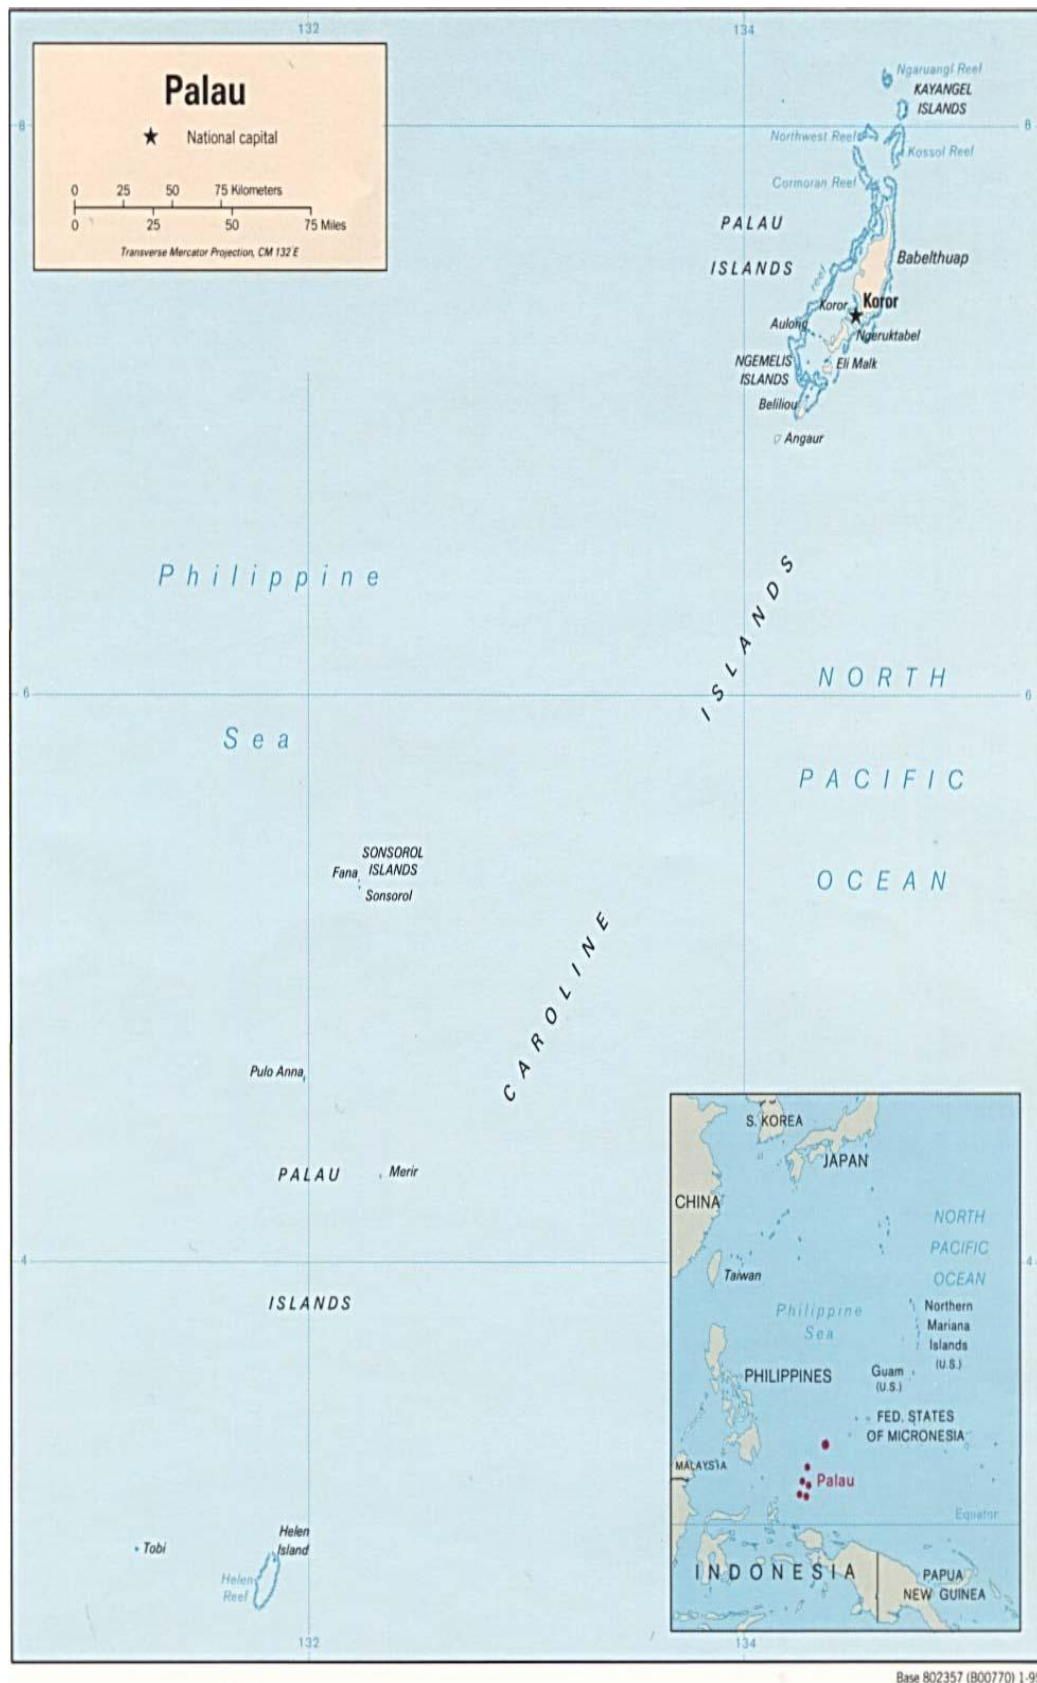 132
134
Palau
National capital
0 25 50 75 Kilometers
0 25 50 75 Miles
Transverse Mercator Projection, CM 132 E
Ngaruangl Reef
KAYANGEL
ISLANDS
8
8
Northwest Reef
Kossol Reef
Cormoran Reef
PALAU
ISLANDS
reef
Babelthuap
Koror
Koror
Aulong
Ngeruktabel
NGEMELIS
ISLANDS
Eli Malk
Beliliou
Angaur
Philippine
Sea
ISLANDS
6
6
NORTH
PACIFIC
OCEAN
SONSOROL
ISLANDS
Fana
Sonsorol
CAROLINE
Pulo Anna
PALAU
Merir
4
4
ISLANDS
Tobi
Helen
Island
Helen
Reef
132
134
S. KOREA
JAPAN
CHINA
NORTH
PACIFIC
OCEAN
Taiwan
Philippine
Sea
Northern
Mariana
Islands
(U.S.)
PHILIPPINES
Guam
(U.S.)
FED. STATES
OF MICRONESIA
MALAYSIA
Palau
Equator
INDONESIA
PAPUA
NEW GUINEA
Base 802357 (B00770) 1-9